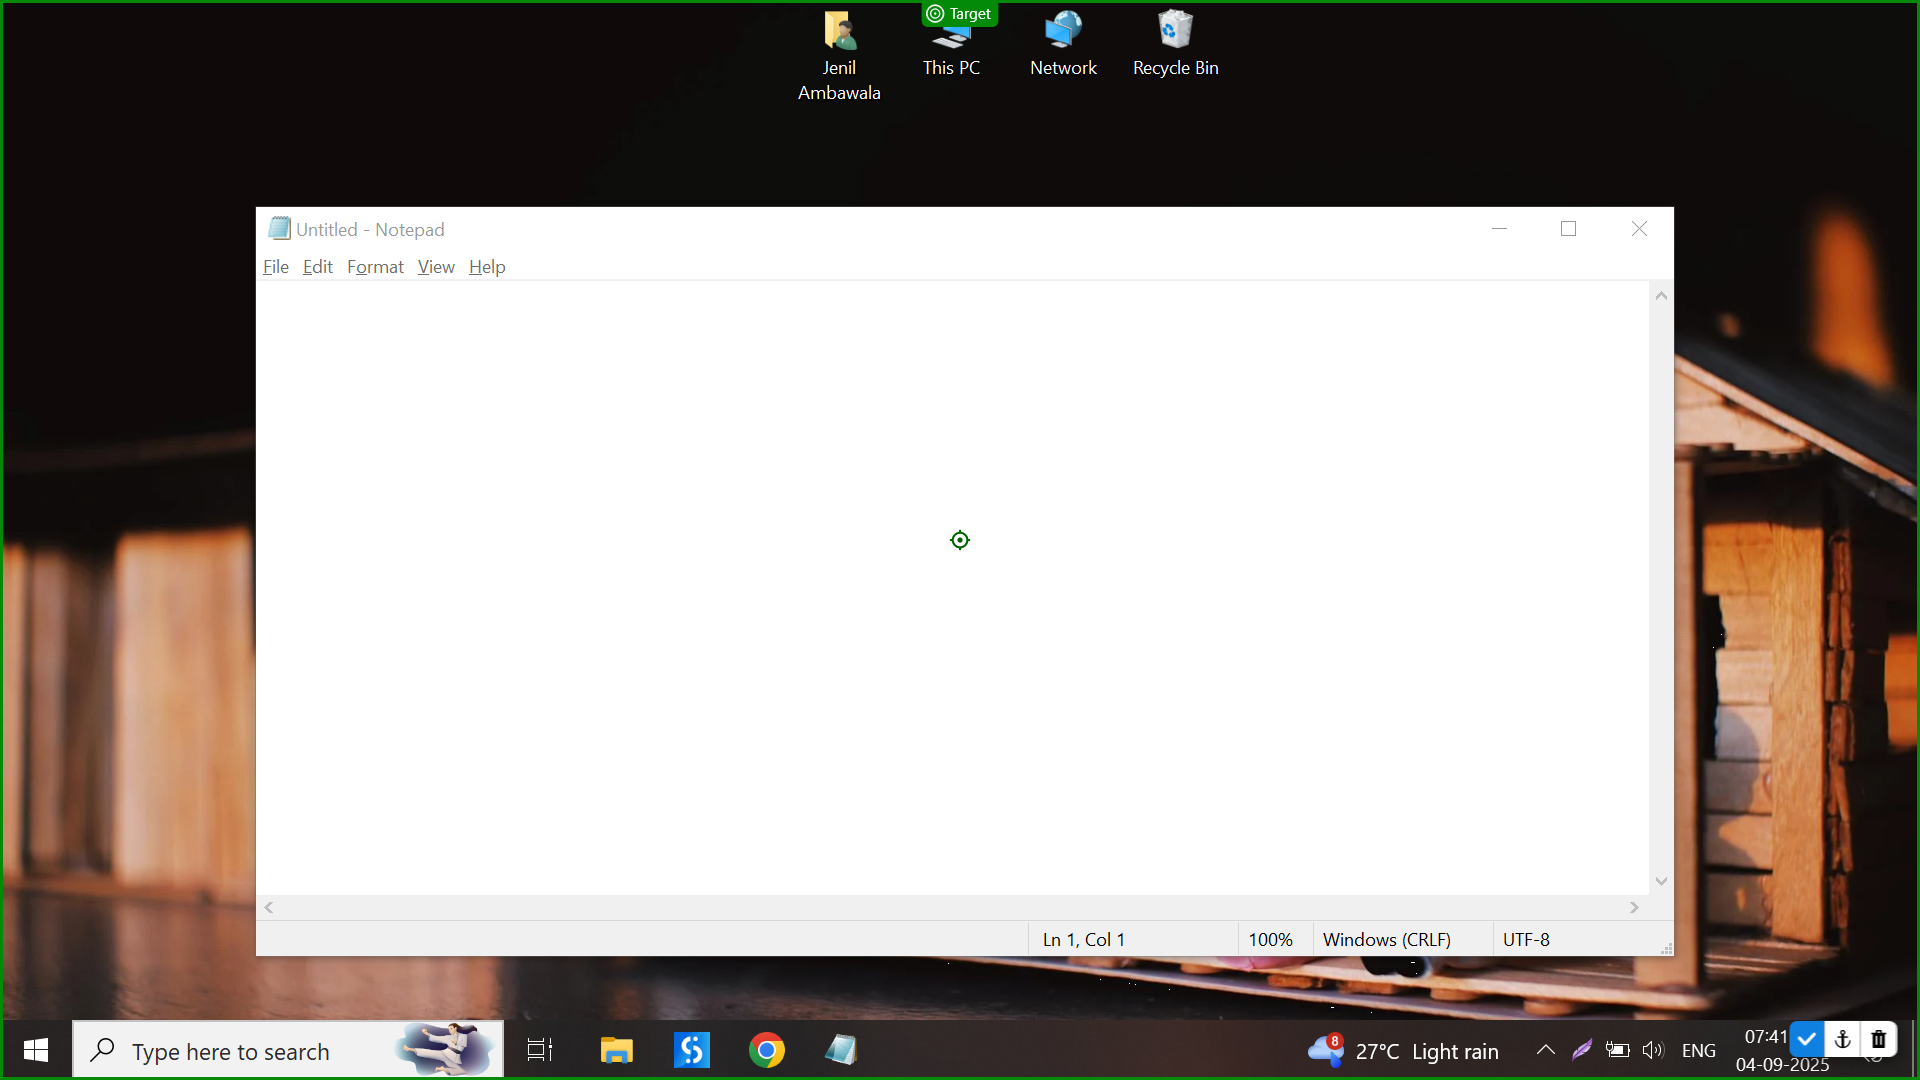 Target
Jenil
Ambawala
This PC
Network
Recycle Bin
Untitled - Notepad
File Edit Format View Help
Ln 1, Col 1 100% Windows (CRLF) UTF-8
Type here to search
8
27°C Light rain
ENG
07:41
04-09-2025